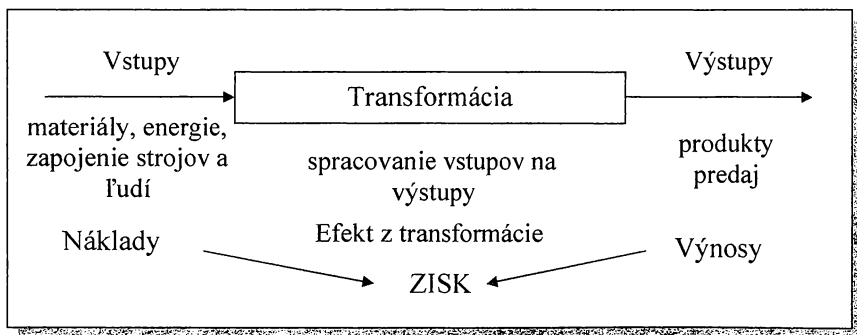 Vstupy
Transformácia
Výstupy
materiály, energie,
zapojenie strojov a
ľudí
spracovanie vstupov na
výstupy
produkty
predaj
Náklady
Efekt z transformácie
Výnosy
ZISK